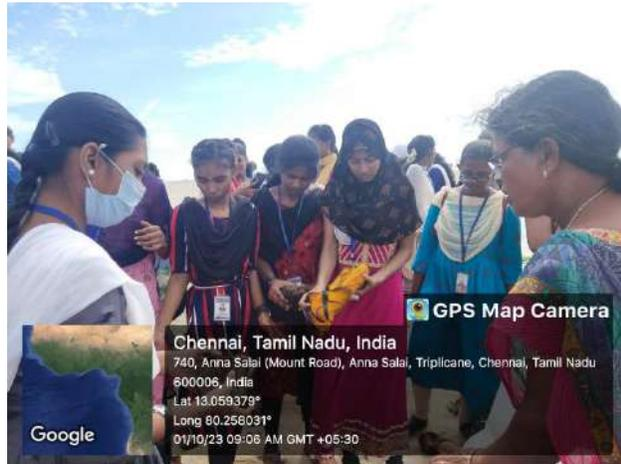 GPS Map Camera
Chennai, Tamil Nadu, India
740, Anna Salai (Mount Road), Anna Salai, Triplicane, Chennai, Tamil Nadu
600006, India
Lat 13.059379°
Long 80.258031°
01/10/23 09:06 AM GMT +05:30
Google